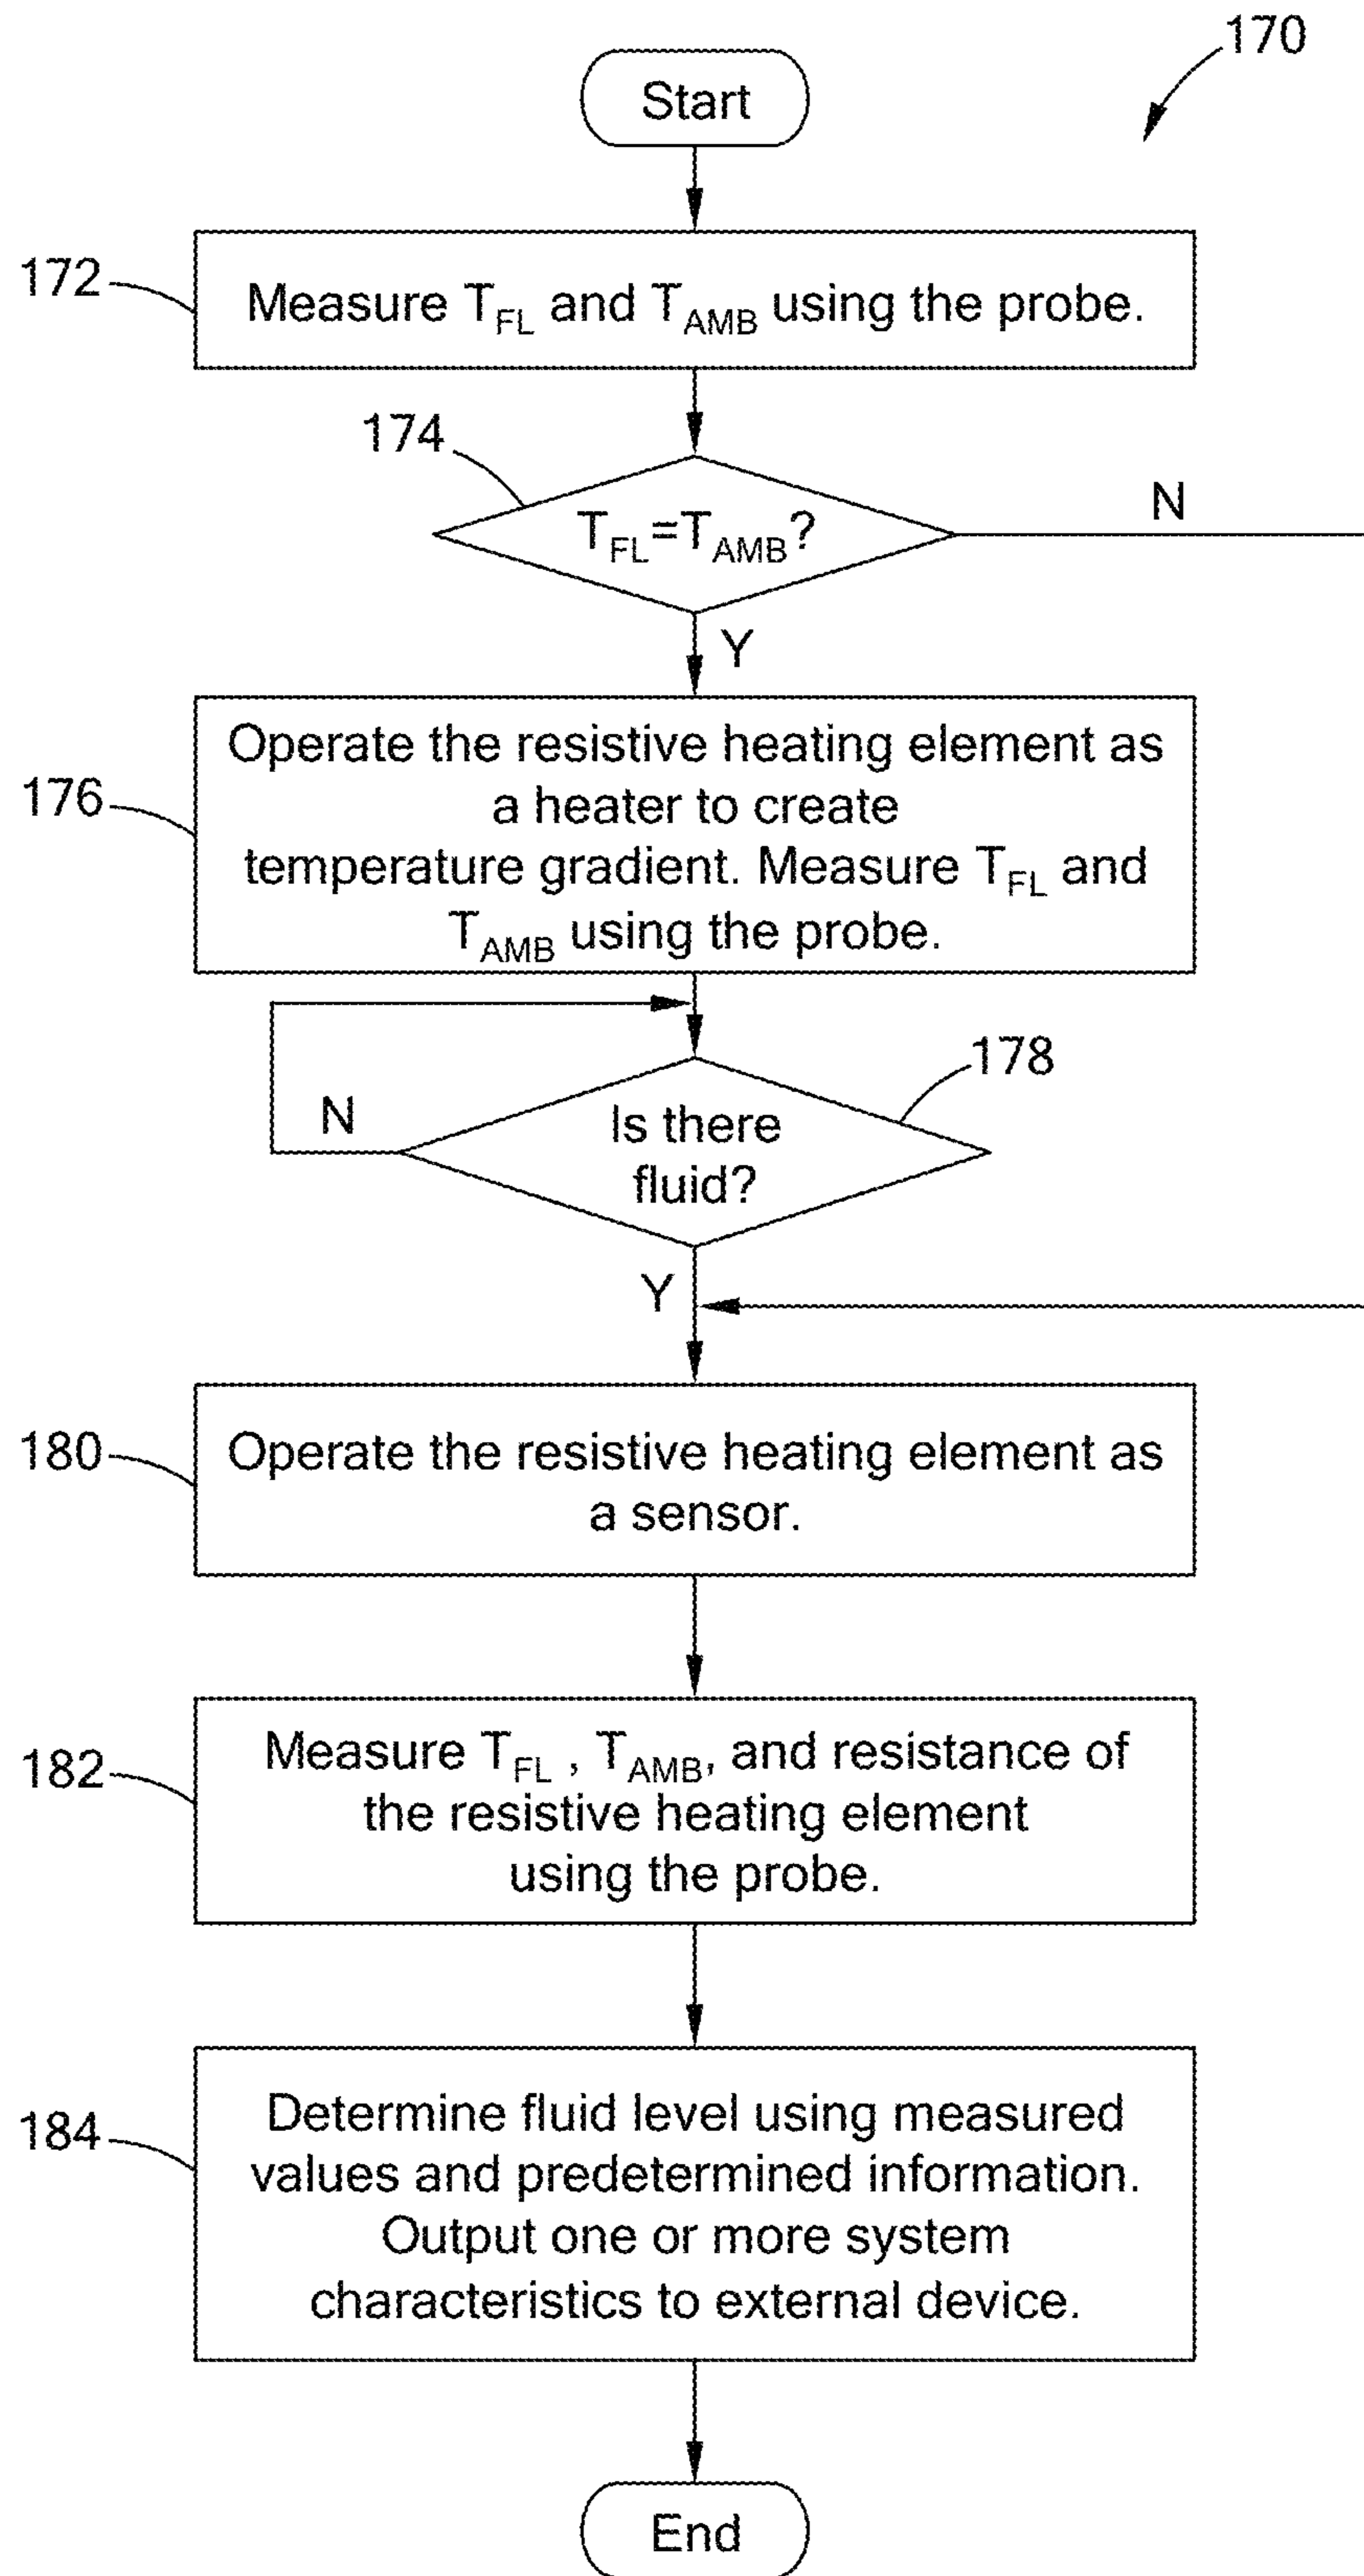 170
Start
172
Measure T_FL and T_AMB using the probe.
174
T_FL=T_AMB?
N
Y
176
Operate the resistive heating element as
a heater to create
temperature gradient. Measure T_FL and
T_AMB using the probe.
178
N
Is there
fluid?
Y
180
Operate the resistive heating element as
a sensor.
182
Measure T_FL , T_AMB, and resistance of
the resistive heating element
using the probe.
184
Determine fluid level using measured
values and predetermined information.
Output one or more system
characteristics to external device.
End